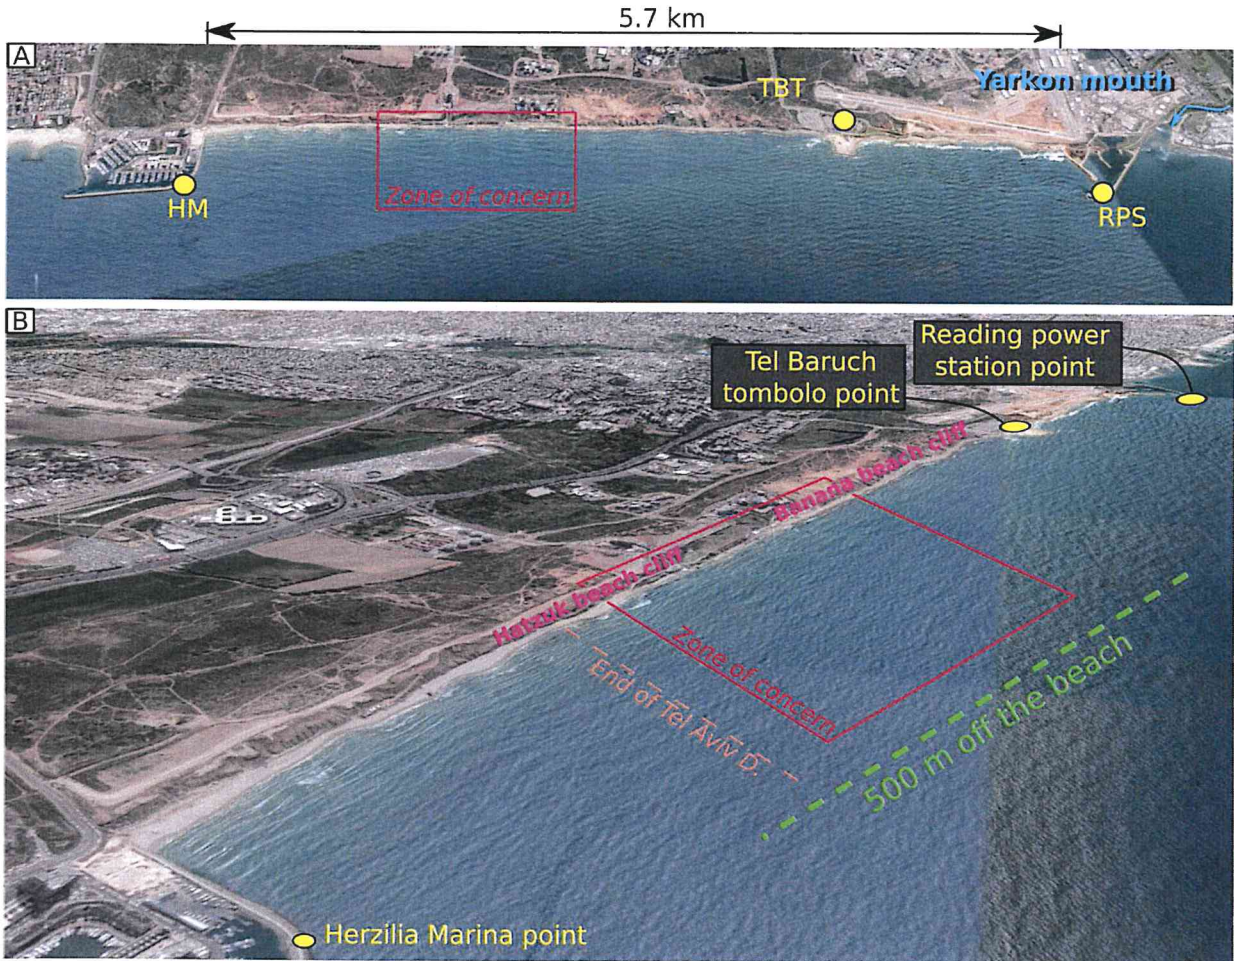 5.7 km
A
TBT
Yarkon mouth
Zone of concern
HM
RPS
B
Reading power
station point
Tel Baruch
tombolo point
Banana beach cliff
Hatzuk beach cliff
Zone of concern
End of Tel Aviv D.
500 m off the beach
Herzilia Marina point